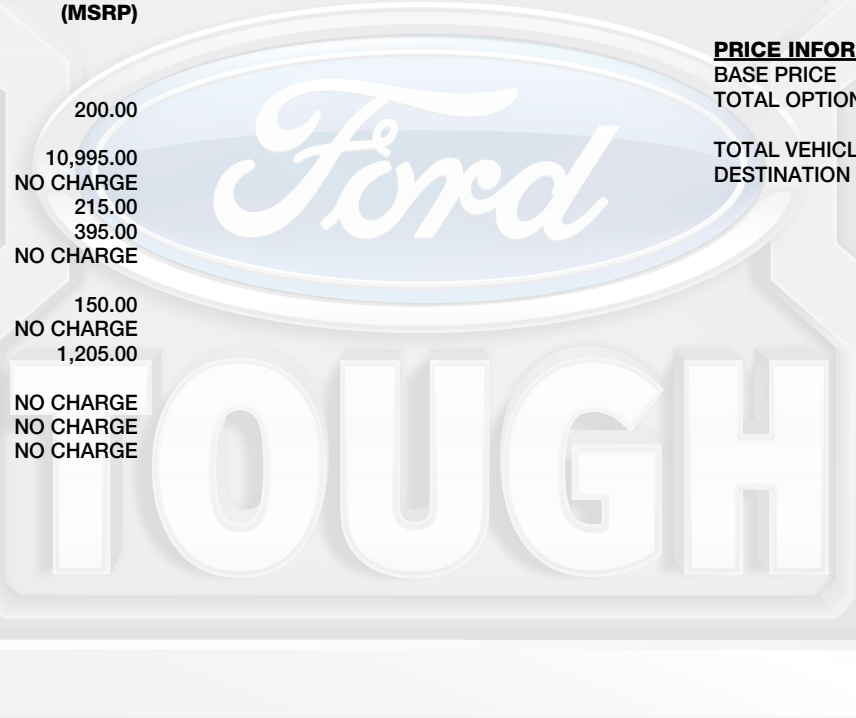 (MSRP)
200.00
10,995.00
NO CHARGE
215.00
395.00
NO CHARGE
150.00
NO CHARGE
1,205.00
NO CHARGE
NO CHARGE
NO CHARGE
PRICE INFOR
BASE PRICE
TOTAL OPTION
TOTAL VEHICL
DESTINATION
Ford
TOUGH